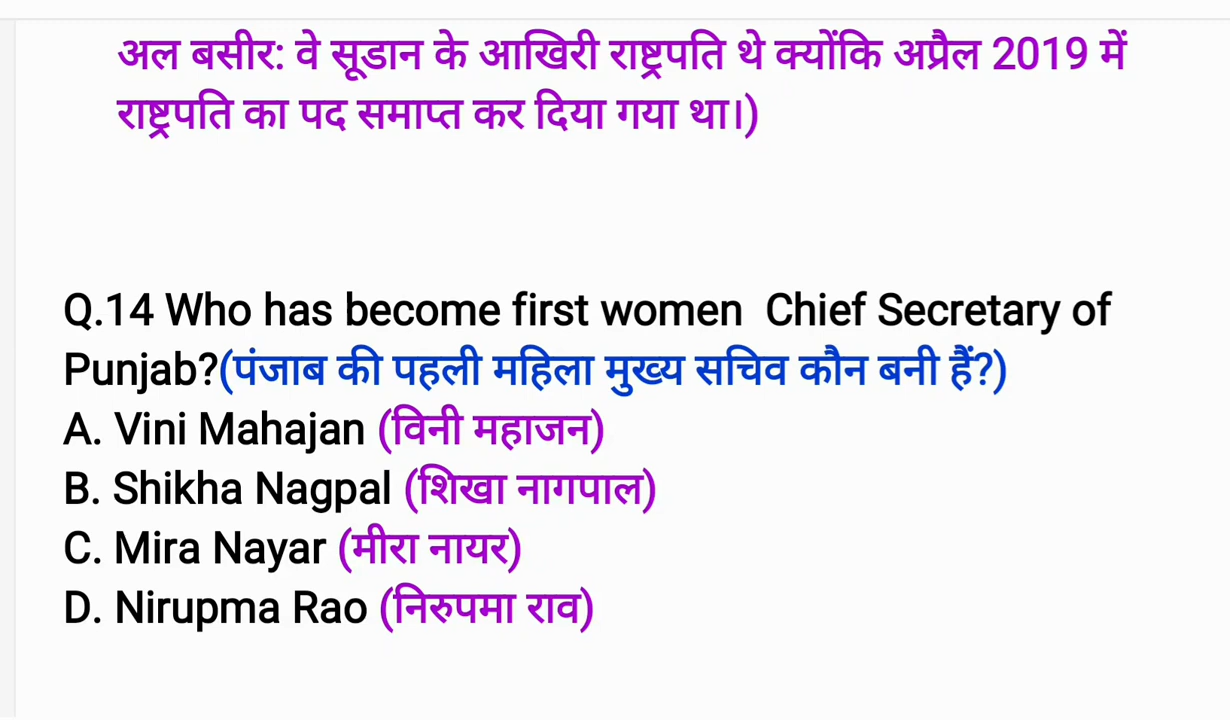 अल बसीर: वे सूडान के आखिरी राष्ट्रपति थे क्योंकि अप्रैल 2019 में
राष्ट्रपति का पद समाप्त कर दिया गया था।)
Q.14 Who has become first women Chief Secretary of
Punjab?(पंजाब की पहली महिला मुख्य सचिव कौन बनी हैं?)
A. Vini Mahajan (विनी महाजन)
B. Shikha Nagpal (शिखा नागपाल)
C. Mira Nayar (मीरा नायर)
D. Nirupma Rao (निरुपमा राव)